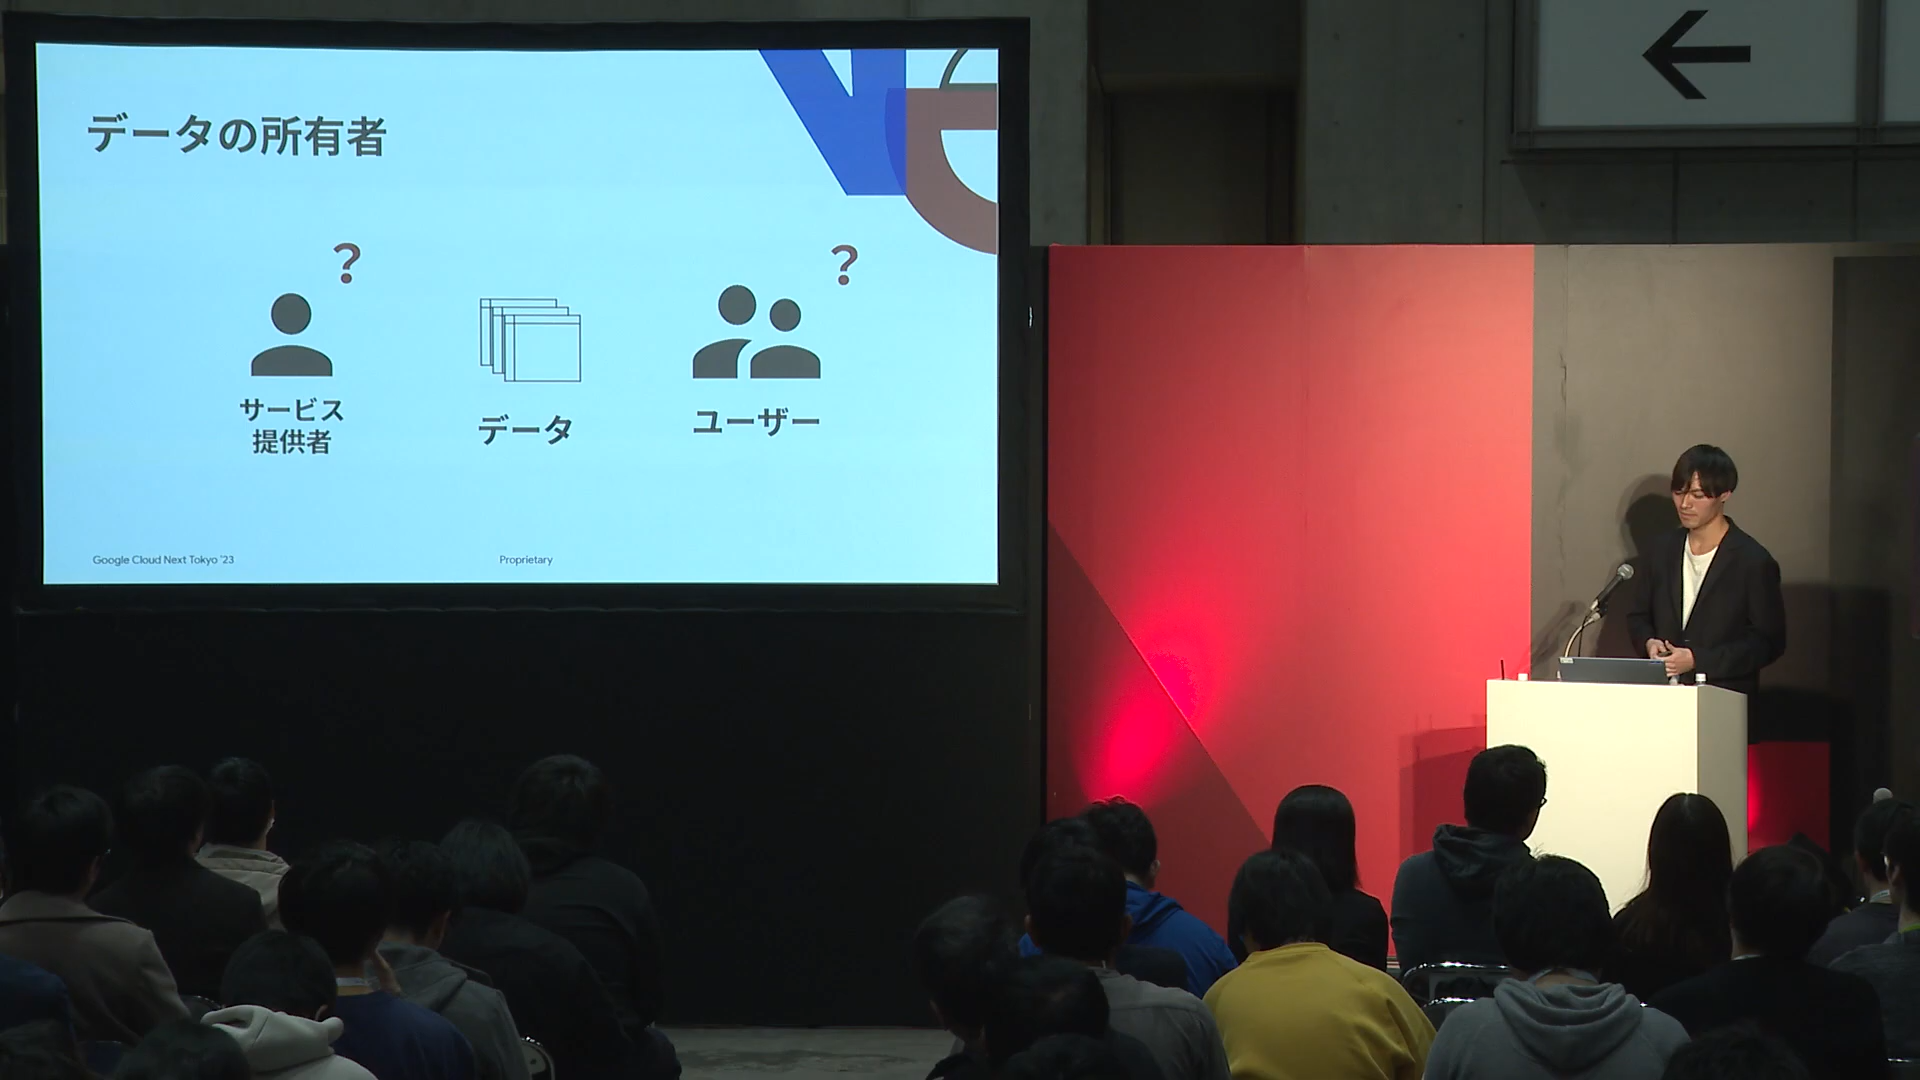 データの所有者
?
?
サービス
提供者
データ
ユーザー
Google Cloud Next Tokyo '23
Proprietary